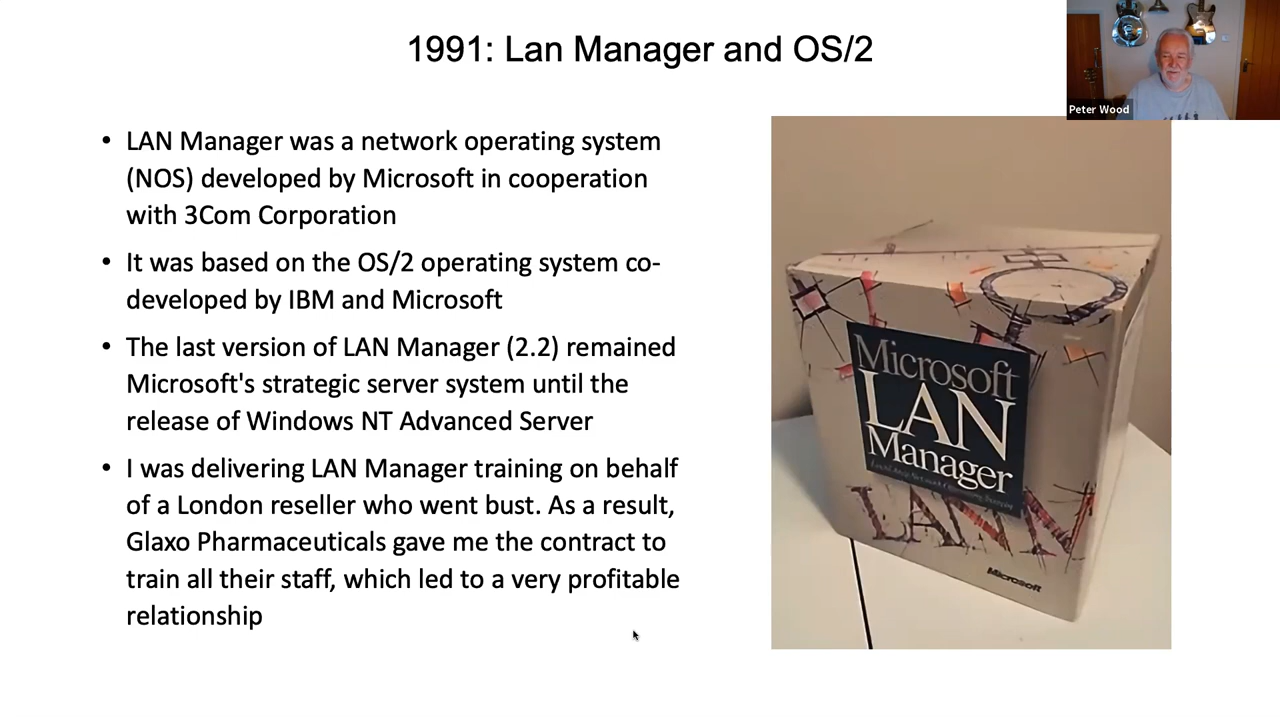 1991: Lan Manager and OS/2
Peter Wood
• LAN Manager was a network operating system
(NOS) developed by Microsoft in cooperation
with 3Com Corporation
• It was based on the OS/2 operating system co-
developed by IBM and Microsoft
• The last version of LAN Manager (2.2) remained
Microsoft's strategic server system until the
release of Windows NT Advanced Server
• I was delivering LAN Manager training on behalf
of a London reseller who went bust. As a result,
Glaxo Pharmaceuticals gave me the contract to
train all their staff, which led to a very profitable
relationship
Microsoft
LAN
Manager
LAN
Microsoft